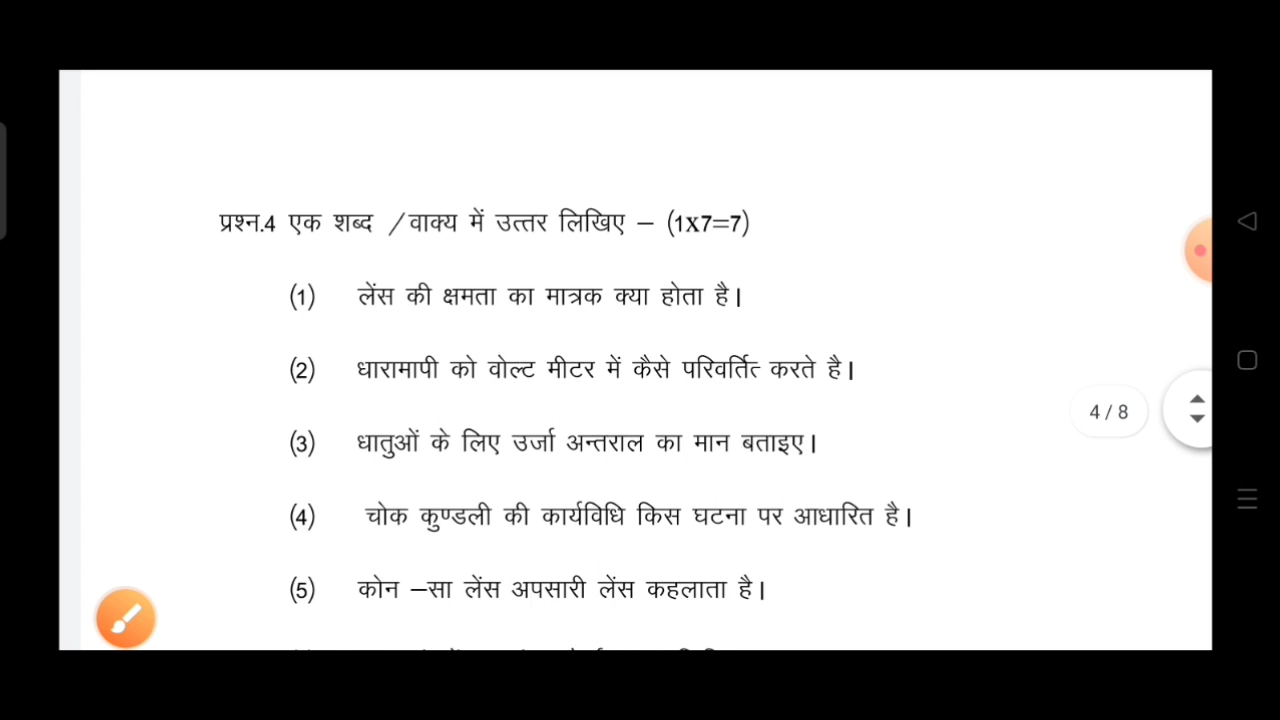 प्रश्न.4 एक शब्द /वाक्य में उत्तर लिखिए – (1x7=7)
(1) लेंस की क्षमता का मात्रक क्या होता है।
(2) धारामापी को वोल्ट मीटर में कैसे परिवर्तित करते है।
(3) धातुओं के लिए उर्जा अन्तराल का मान बताइए।
4 / 8
(4) चोक कुण्डली की कार्यविधि किस घटना पर आधारित है।
(5) कोन –सा लेंस अपसारी लेंस कहलाता है।